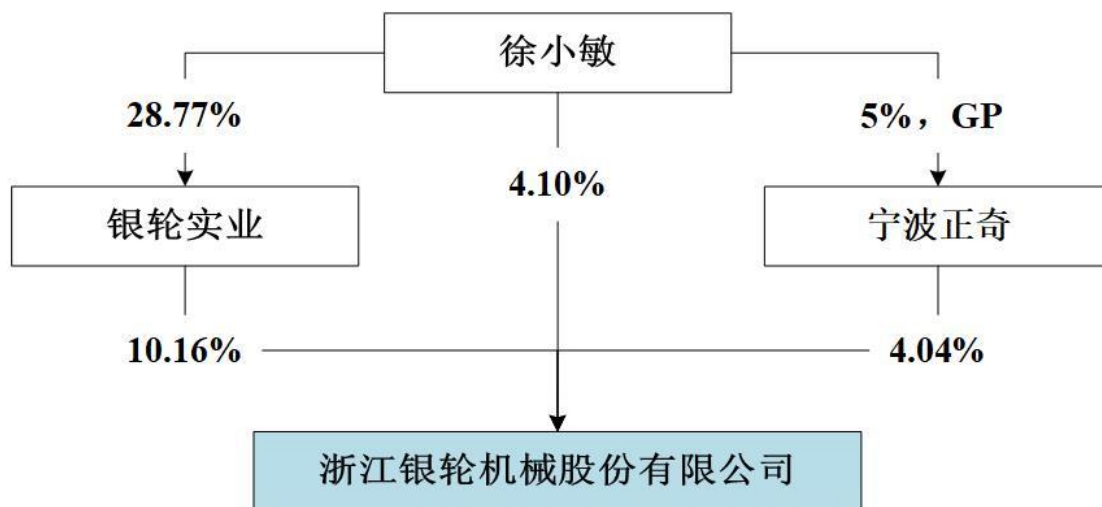 徐小敏
28.77%
5%，GP
4.10%
银轮实业
宁波正奇
10.16%
4.04%
浙江银轮机械股份有限公司